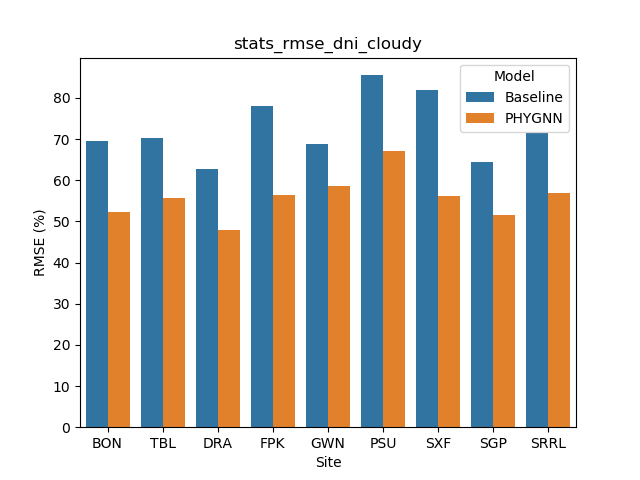 stats_rmse_dni_cloudy
Model
Baseline
PHYGNN
RMSE (%)
80
70
60
50
40
30
20
10
0
BON TBL DRA FPK GWN PSU SXF SGP SRRL
Site